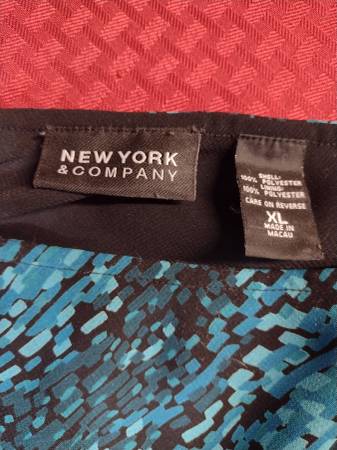 NEW YORK
& COMPANY
SHELL:
100% POLYESTER
LINING:
100% POLYESTER
CARE ON REVERSE
XL
MADE IN
MACAU